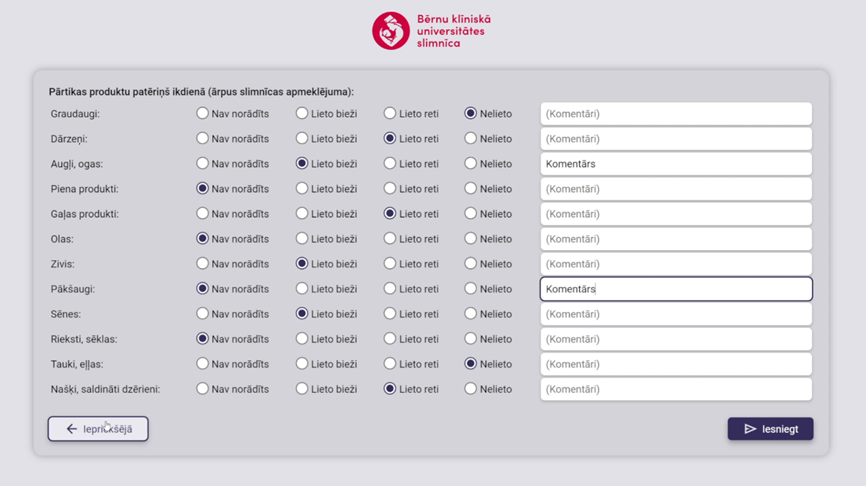 Bērnu klīniskā
universitātes
slimnīca
Pārtikas produktu patēriņš ikdienā (ārpus slimnīcas apmeklējuma):
Graudaugi: Nav norādīts Lieto bieži Lieto reti Nelieto (Komentāri)
Dārzeņi: Nav norādīts Lieto bieži Lieto reti Nelieto (Komentāri)
Augļi, ogas: Nav norādīts Lieto bieži Lieto reti Nelieto Komentārs
Piena produkti: Nav norādīts Lieto bieži Lieto reti Nelieto (Komentāri)
Gaļas produkti: Nav norādīts Lieto bieži Lieto reti Nelieto (Komentāri)
Olas: Nav norādīts Lieto bieži Lieto reti Nelieto (Komentāri)
Zivis: Nav norādīts Lieto bieži Lieto reti Nelieto (Komentāri)
Pākšaugi: Nav norādīts Lieto bieži Lieto reti Nelieto Komentārs
Sēnes: Nav norādīts Lieto bieži Lieto reti Nelieto (Komentāri)
Rieksti, sēklas: Nav norādīts Lieto bieži Lieto reti Nelieto (Komentāri)
Tauki, eļļas: Nav norādīts Lieto bieži Lieto reti Nelieto (Komentāri)
Našķi, saldināti dzērieni: Nav norādīts Lieto bieži Lieto reti Nelieto (Komentāri)
Iepriekšējā Iesniegt